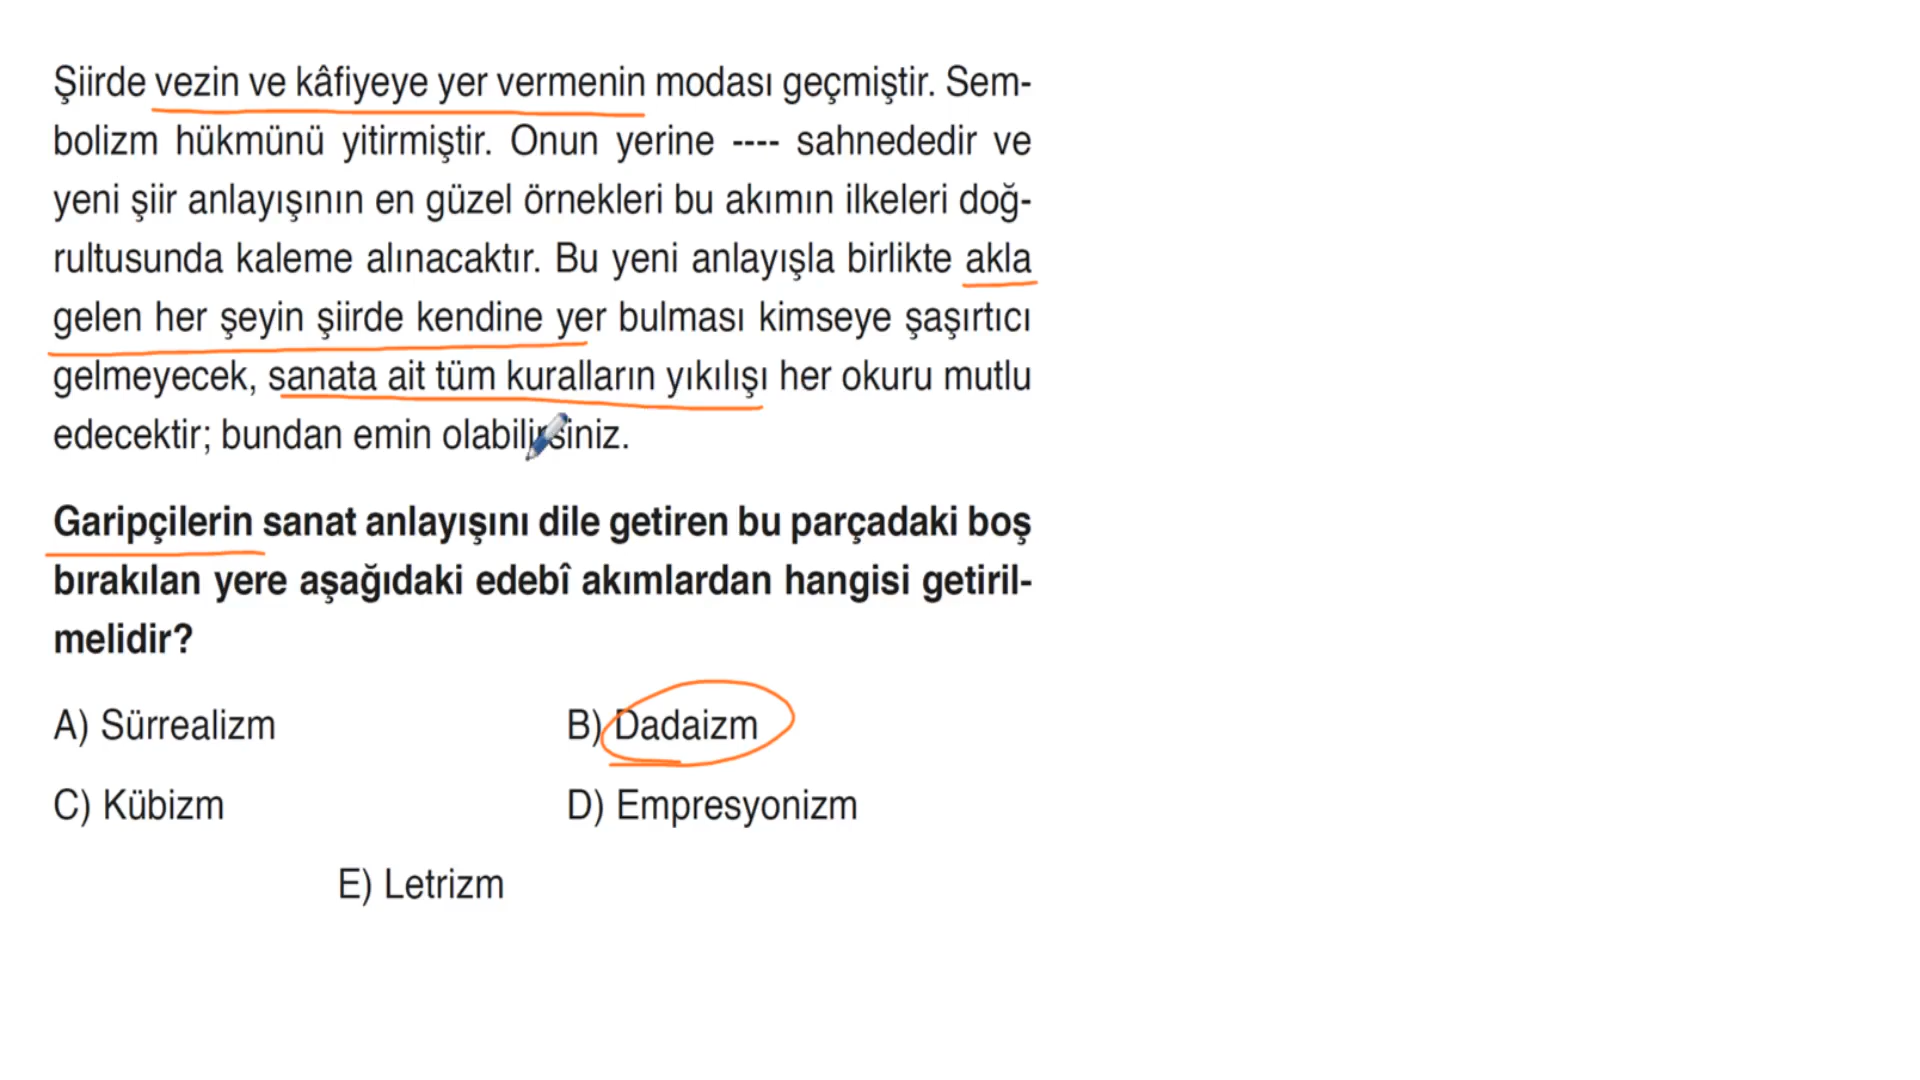 Şiirde vezin ve kâfiyeye yer vermenin modası geçmiştir. Sem-
bolizm hükmünü yitirmiştir. Onun yerine ---- sahnededir ve
yeni şiir anlayışının en güzel örnekleri bu akımın ilkeleri doğ-
rultusunda kaleme alınacaktır. Bu yeni anlayışla birlikte akla
gelen her şeyin şiirde kendine yer bulması kimseye şaşırtıcı
gelmeyecek, sanata ait tüm kuralların yıkılışı her okuru mutlu
edecektir; bundan emin olabilirsiniz.
Garipçilerin sanat anlayışını dile getiren bu parçadaki boş
bırakılan yere aşağıdaki edebî akımlardan hangisi getiril-
melidir?
A) Sürrealizm B) Dadaizm
C) Kübizm D) Empresyonizm
E) Letrizm